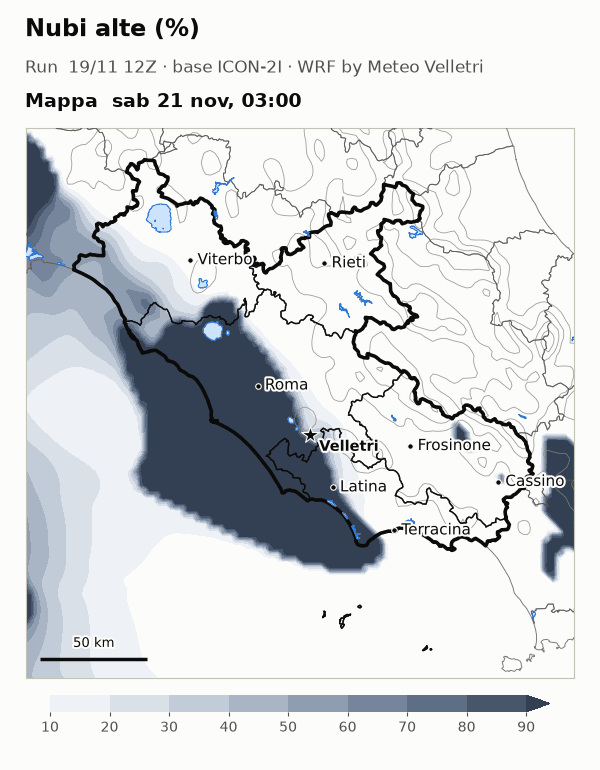 Nubi alte (%)
Run 19/11 12Z · base ICON-2I · WRF by Meteo Velletri
Mappa sab 21 nov, 03:00
Viterbo
Rieti
Roma
Velletri
Frosinone
Latina
Cassino
Terracina
50 km
10 20 30 40 50 60 70 80 90